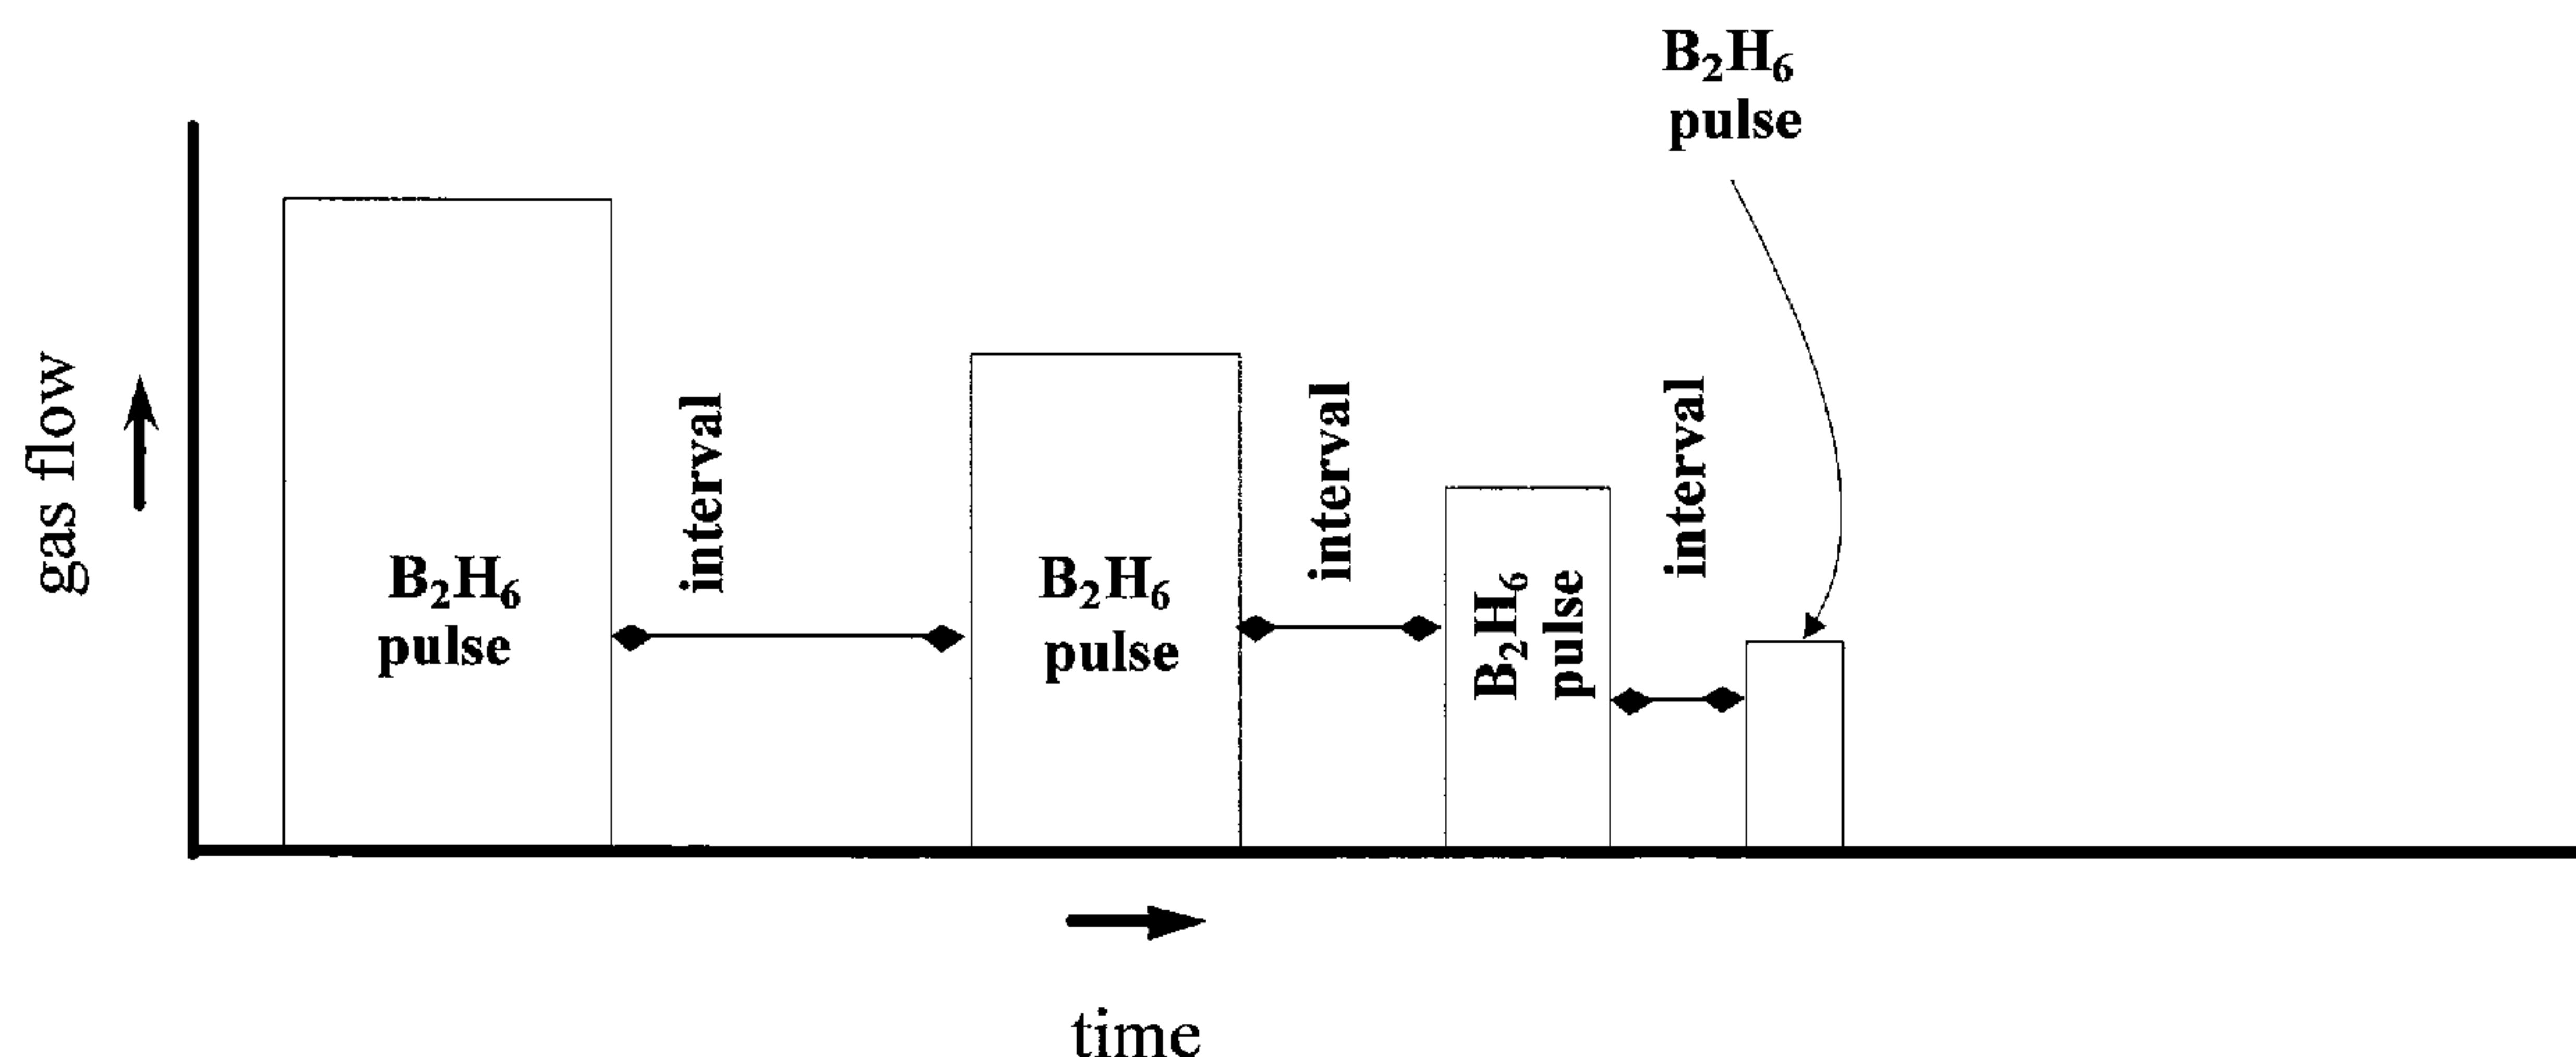 B₂H₆
pulse
gas flow
B₂H₆
pulse
interval
B₂H₆
pulse
interval
B₂H₆
pulse
interval
time